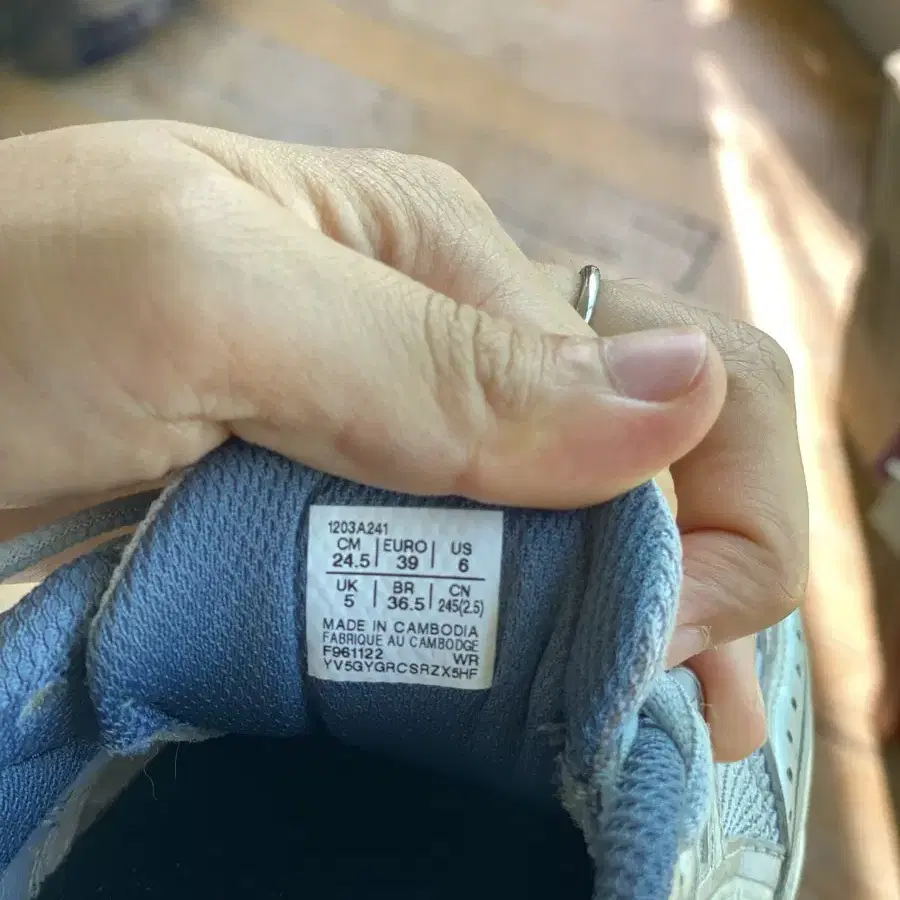 1203A241
CM | EURO | US
24.5 | 39 | 6
UK | BR | CN
5 | 36.5 | 245(2.5)
MADE IN CAMBODIA
FABRIQUE AU CAMBODGE
F961122 WR
YV5GYGRCSRZX5HF